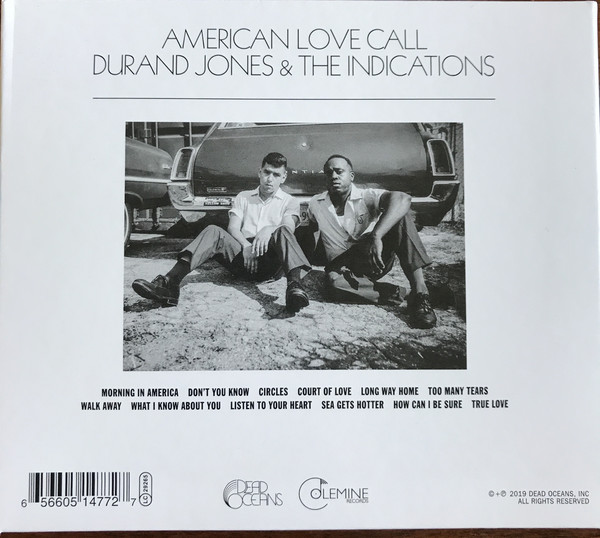 AMERICAN LOVE CALL
DURAND JONES & THE INDICATIONS
NTIA
MORNING IN AMERICA DON'T YOU KNOW CIRCLES COURT OF LOVE LONG WAY HOME TOO MANY TEARS
WALK AWAY WHAT I KNOW ABOUT YOU LISTEN TO YOUR HEART SEA GETS HOTTER HOW CAN I BE SURE TRUE LOVE
6 56605 14772 7
LC 29265
DEAD OCEANS
COLEMINE RECORDS
©+℗ 2019 DEAD OCEANS, INC
ALL RIGHTS RESERVED